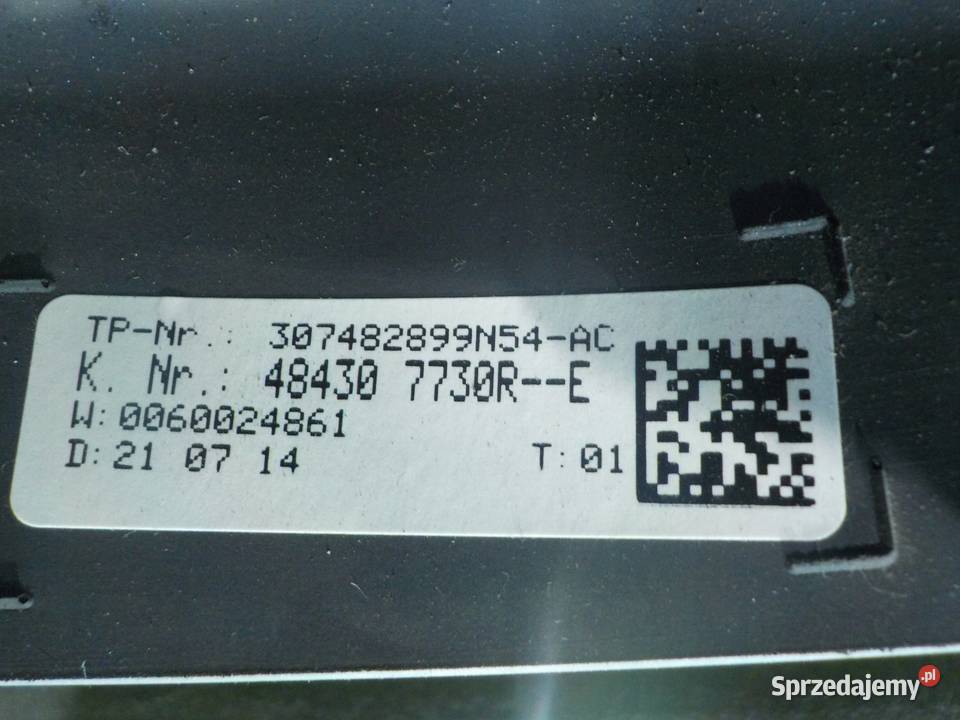 TP-Nr.: 307482899N54-AC
K. Nr.: 48430 7730R--E
W: 0060024861
D: 21 07 14 T: 01
Sprzedajemy.pl